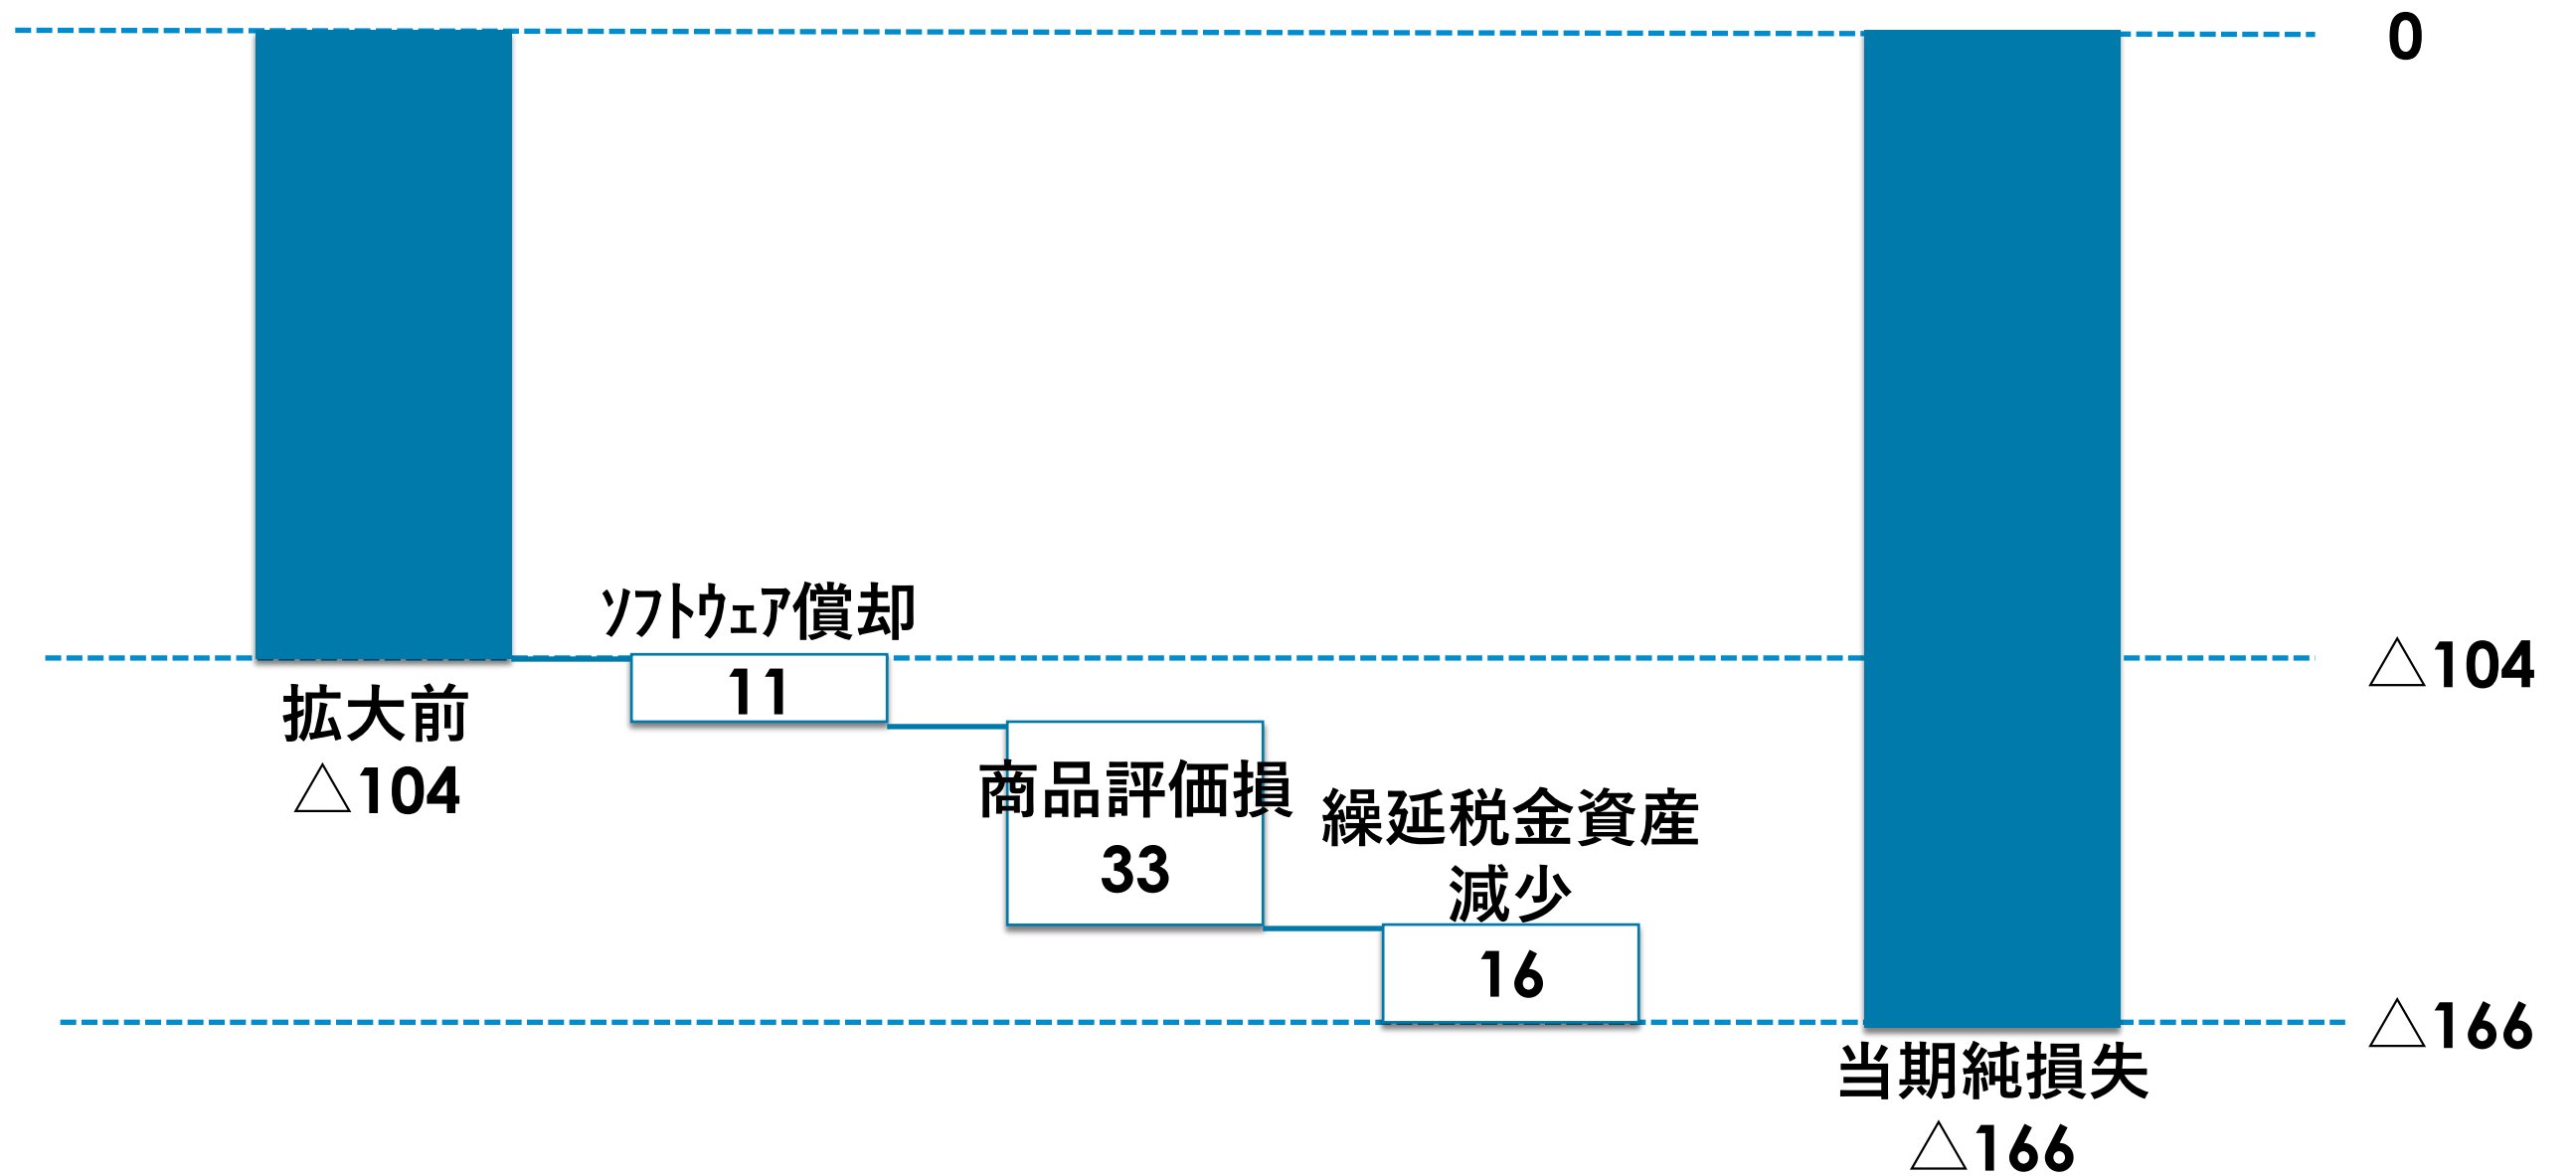 0
ｿﾌﾄｳｪｱ償却
11
△104
拡大前
△104
商品評価損
33
繰延税金資産
減少
16
△166
当期純損失
△166